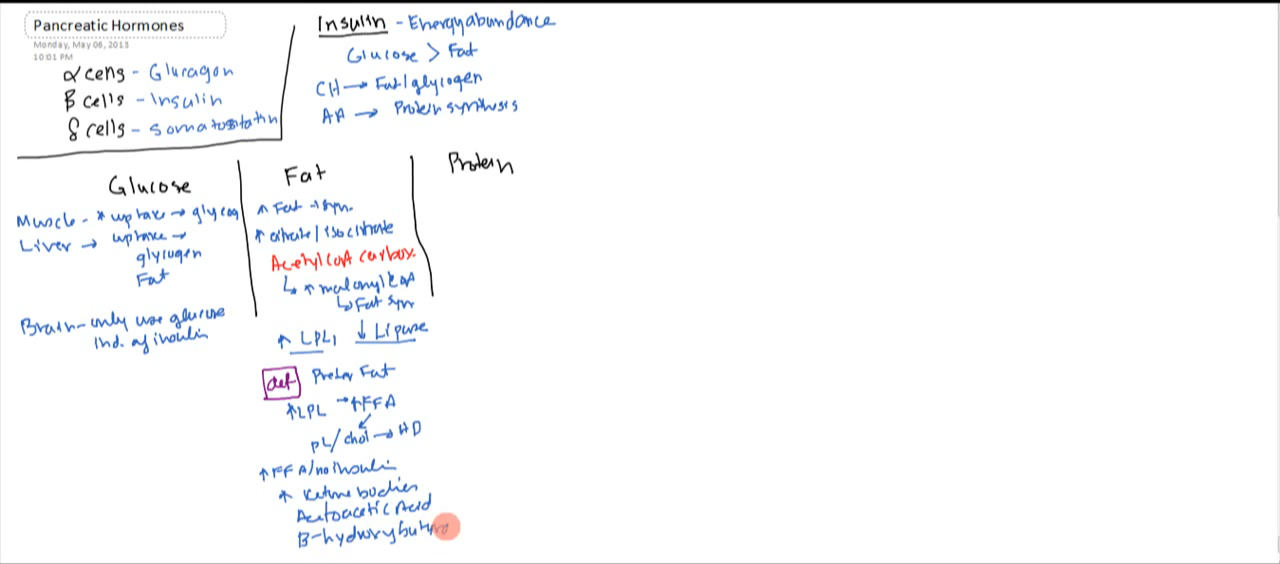 Pancreatic Hormones
Monday, May 06, 2013
10:01 PM
α cells - Glucagon
β cells - Insulin
δ cells - somatostatin
Insulin - Energy abundance
Glucose > Fat
CH → Fat/glycogen
AA → Protein synthesis
Glucose
Muscle - * uptake → glycog
Liver → uptake →
glycogen
Fat
Brain - only use glucose
Ind. of insulin
Fat
↑ Fat → syn.
↑ citrate/isocitrate
Acetyl CoA carbox.
↳ ↑ malonyl CoA
↳ Fat syn
↑ LPL, ↓ Lipase
def Prefer Fat
↑LPL → ↑FFA
PL/chol → HD
↑FFA/no insulin
↑ Ketone bodies
Acetoacetic Acid
B-hydroxybutyr
Protein